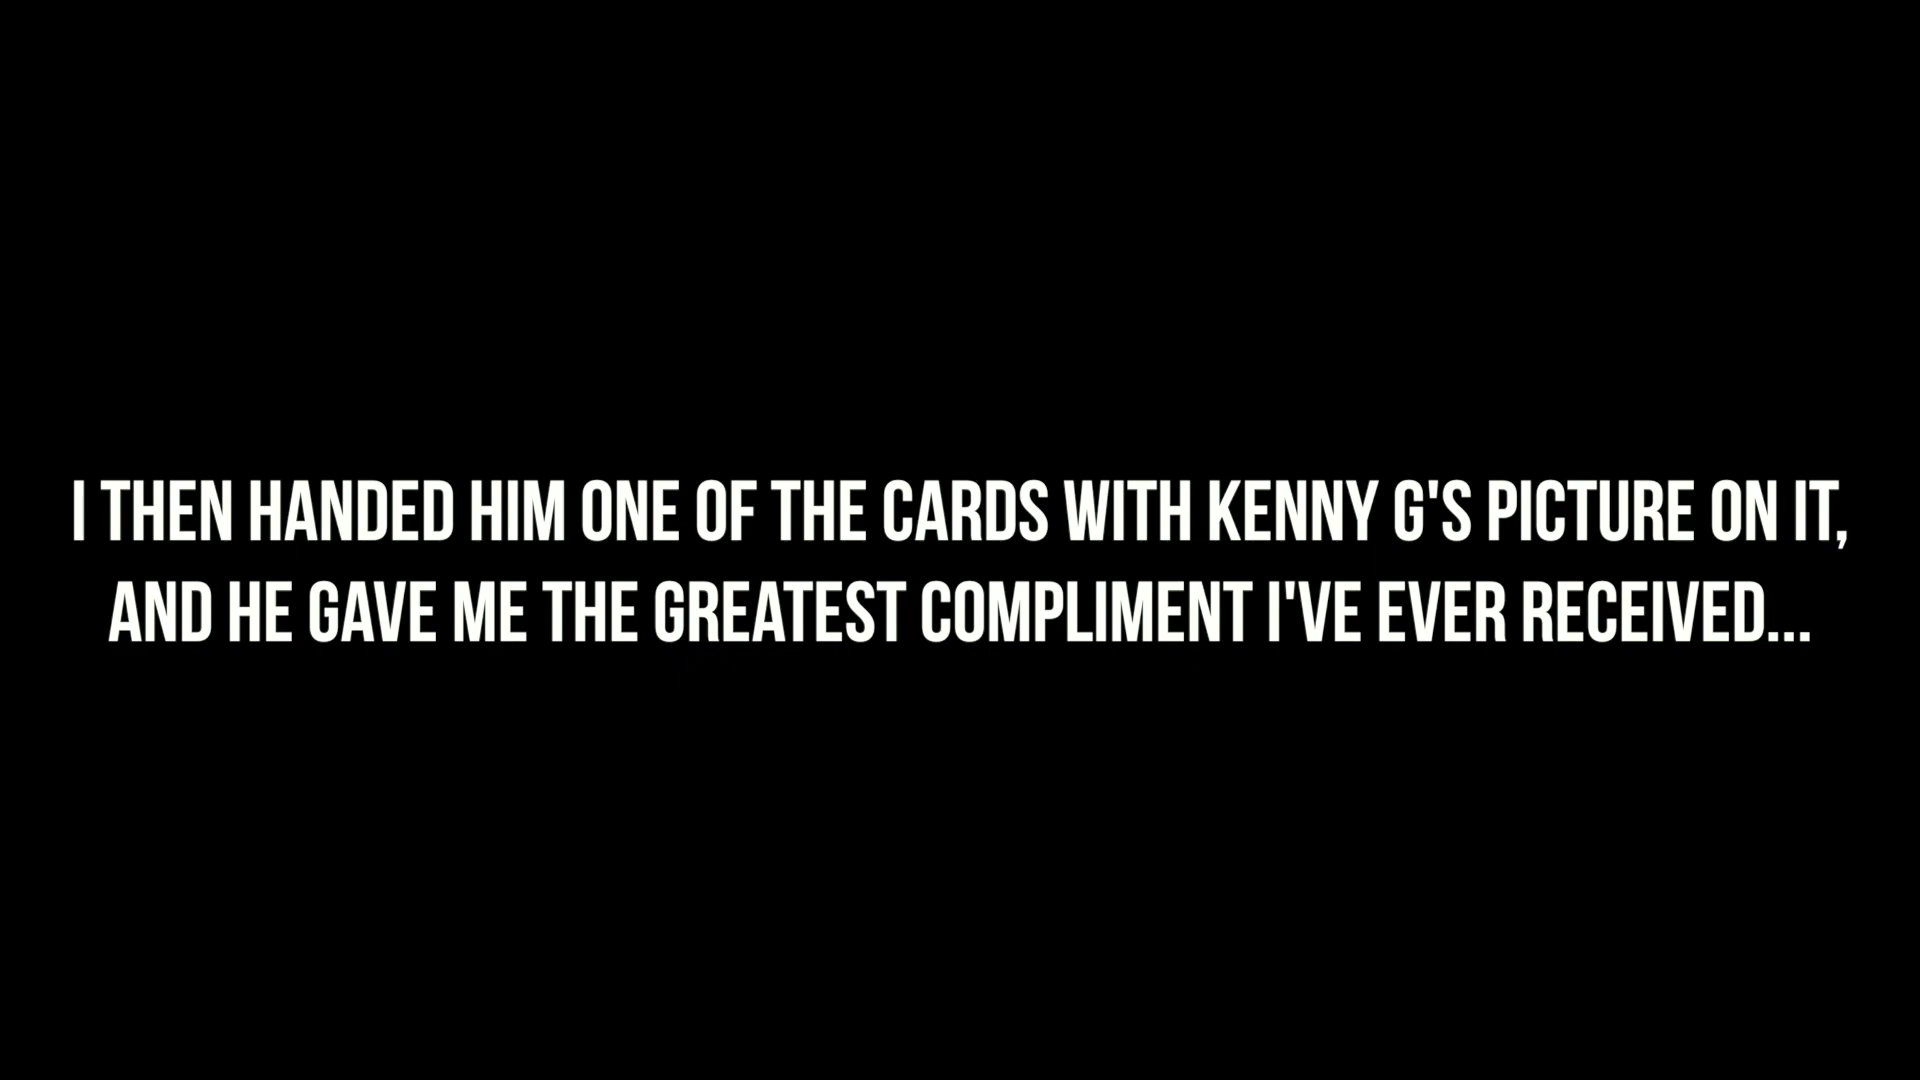 I THEN HANDED HIM ONE OF THE CARDS WITH KENNY G'S PICTURE ON IT,
AND HE GAVE ME THE GREATEST COMPLIMENT I'VE EVER RECEIVED...